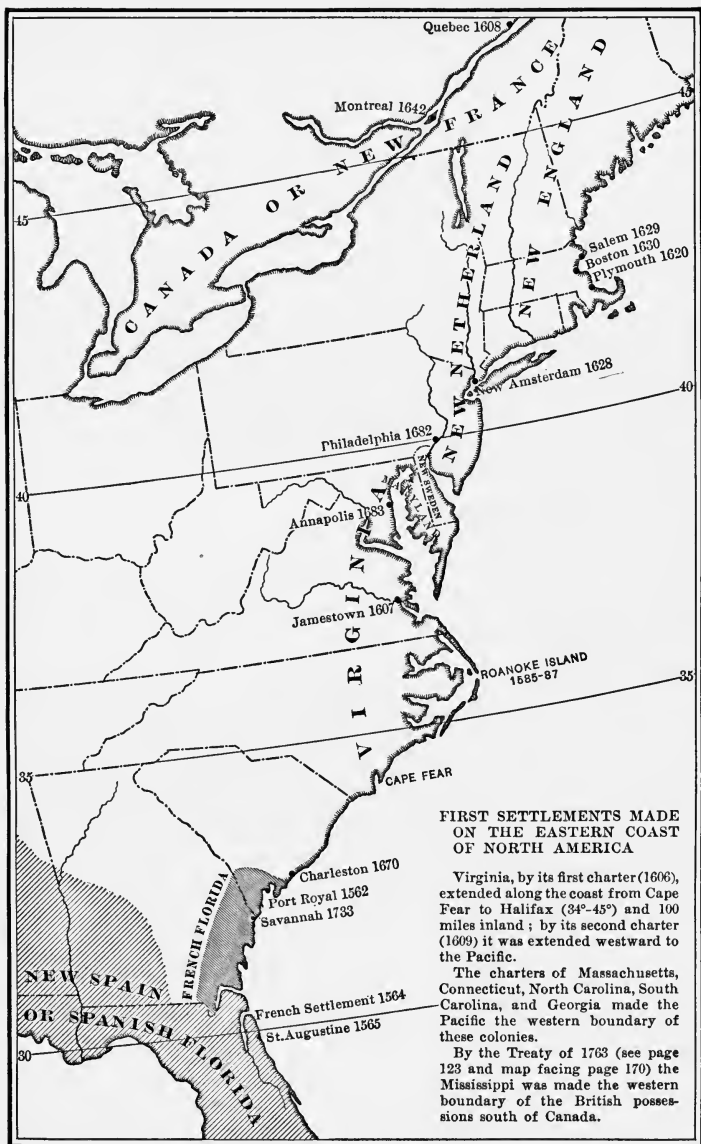 Quebec 1608
Montreal 1642
CANADA OR NEW FRANCE
NEW ENGLAND
NEW NETHERLAND
45
45
Salem 1629
Boston 1630
Plymouth 1620
New Amsterdam 1628
40
Philadelphia 1682
NEW SWEDEN
MARYLAND
40
Annapolis 1683
VIRGINIA
Jamestown 1607
ROANOKE ISLAND
1585-87
35
35
CAPE FEAR
Charleston 1670
Port Royal 1562
Savannah 1733
FRENCH FLORIDA
NEW SPAIN
OR SPANISH FLORIDA
French Settlement 1564
St. Augustine 1565
30
FIRST SETTLEMENTS MADE
ON THE EASTERN COAST
OF NORTH AMERICA
Virginia, by its first charter (1606),
extended along the coast from Cape
Fear to Halifax (34°-45°) and 100
miles inland; by its second charter
(1609) it was extended westward to
the Pacific.
The charters of Massachusetts,
Connecticut, North Carolina, South
Carolina, and Georgia made the
Pacific the western boundary of
these colonies.
By the Treaty of 1763 (see page
123 and map facing page 170) the
Mississippi was made the western
boundary of the British posses-
sions south of Canada.